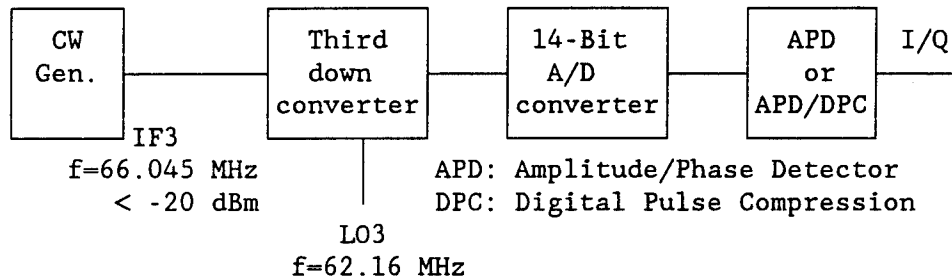 CW
Gen.
Third
down
converter
14-Bit
A/D
converter
APD
or
APD/DPC
I/Q
IF3
f=66.045 MHz
< -20 dBm
APD: Amplitude/Phase Detector
DPC: Digital Pulse Compression
LO3
f=62.16 MHz